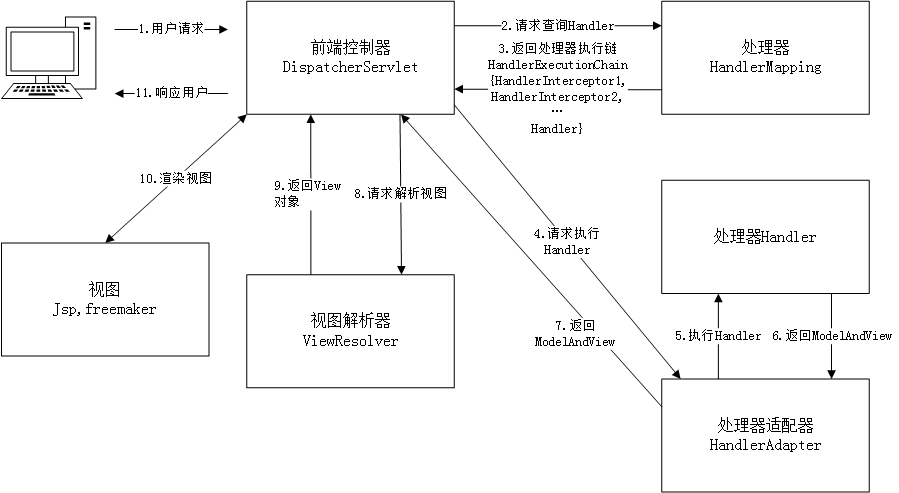 1.用户请求
11.响应用户
前端控制器
DispatcherServlet
2.请求查询Handler
3.返回处理器执行链
HandlerExecutionChain
{HandlerInterceptor1,
HandlerInterceptor2,
…
Handler}
处理器
HandlerMapping
10.渲染视图
9.返回View
对象
8.请求解析视图
4.请求执行
Handler
处理器Handler
视图
Jsp,freemaker
视图解析器
ViewResolver
7.返回
ModelAndView
5.执行Handler
6.返回ModelAndView
处理器适配器
HandlerAdapter